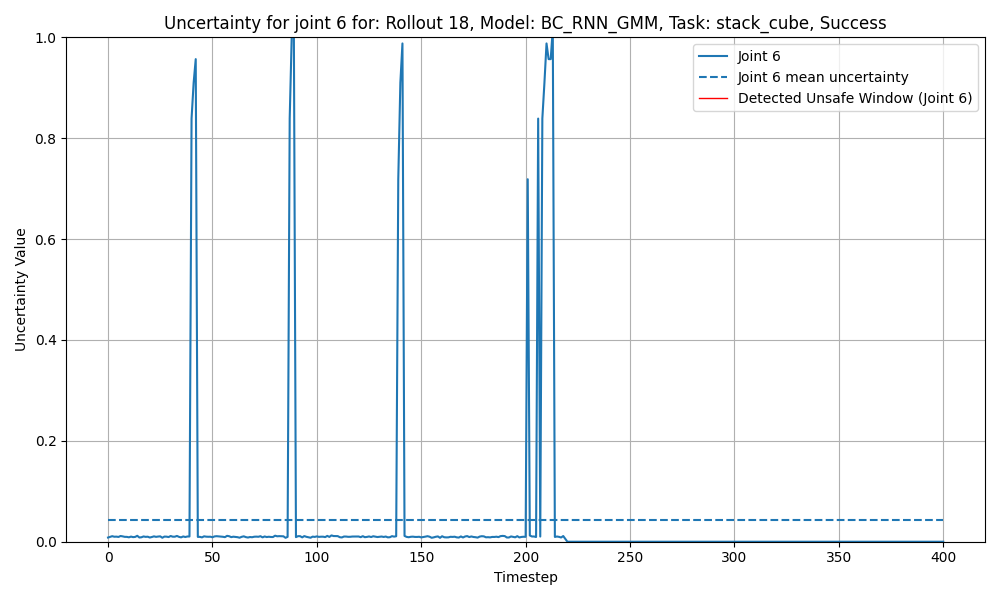 Uncertainty for joint 6 for: Rollout 18, Model: BC_RNN_GMM, Task: stack_cube, Success
Joint 6
Joint 6 mean uncertainty
Detected Unsafe Window (Joint 6)
Uncertainty Value
1.0
0.8
0.6
0.4
0.2
0.0
0 50 100 150 200 250 300 350 400
Timestep